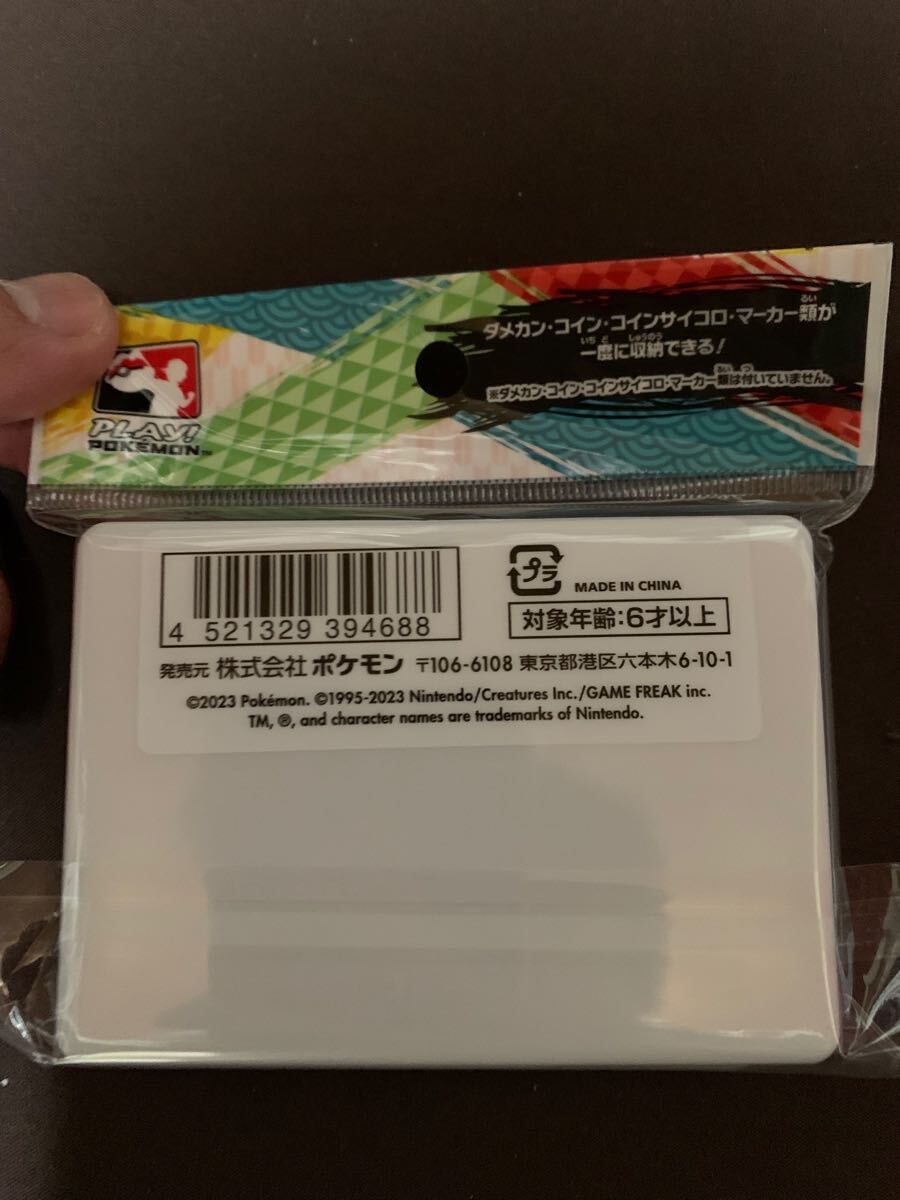 ダメカン・コイン・コインサイコロ・マーカー類が
一度に収納できる!
※ダメカン・コイン・コインサイコロ・マーカー類は付いていません。
PLAY!
POKÉMON™
プラ
MADE IN CHINA
4 521329 394688
対象年齢:6才以上
発売元 株式会社 ポケモン 〒106-6108 東京都港区六本木6-10-1
©2023 Pokémon. ©1995-2023 Nintendo/Creatures Inc./GAME FREAK inc.
TM, ®, and character names are trademarks of Nintendo.